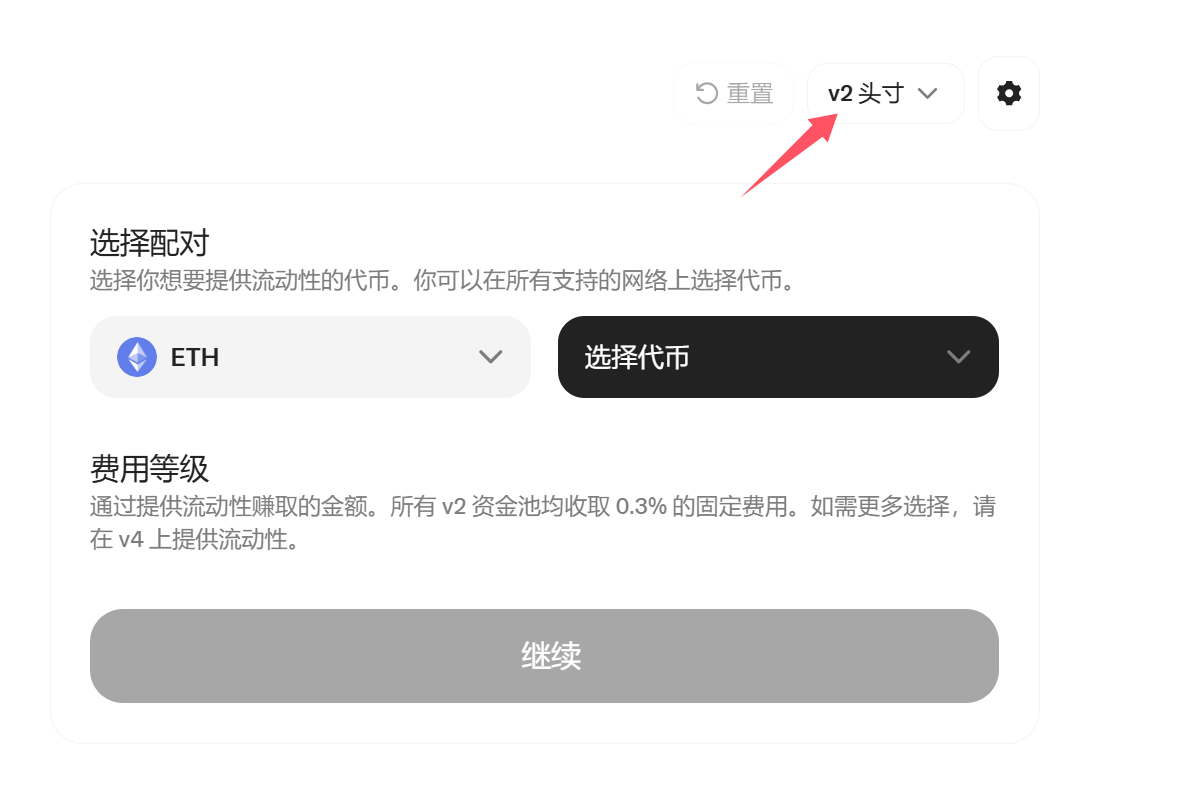 重置
v2 头寸
选择配对
选择你想要提供流动性的代币。你可以在所有支持的网络上选择代币。
ETH
选择代币
费用等级
通过提供流动性赚取的金额。所有 v2 资金池均收取 0.3% 的固定费用。如需更多选择，请
在 v4 上提供流动性。
继续